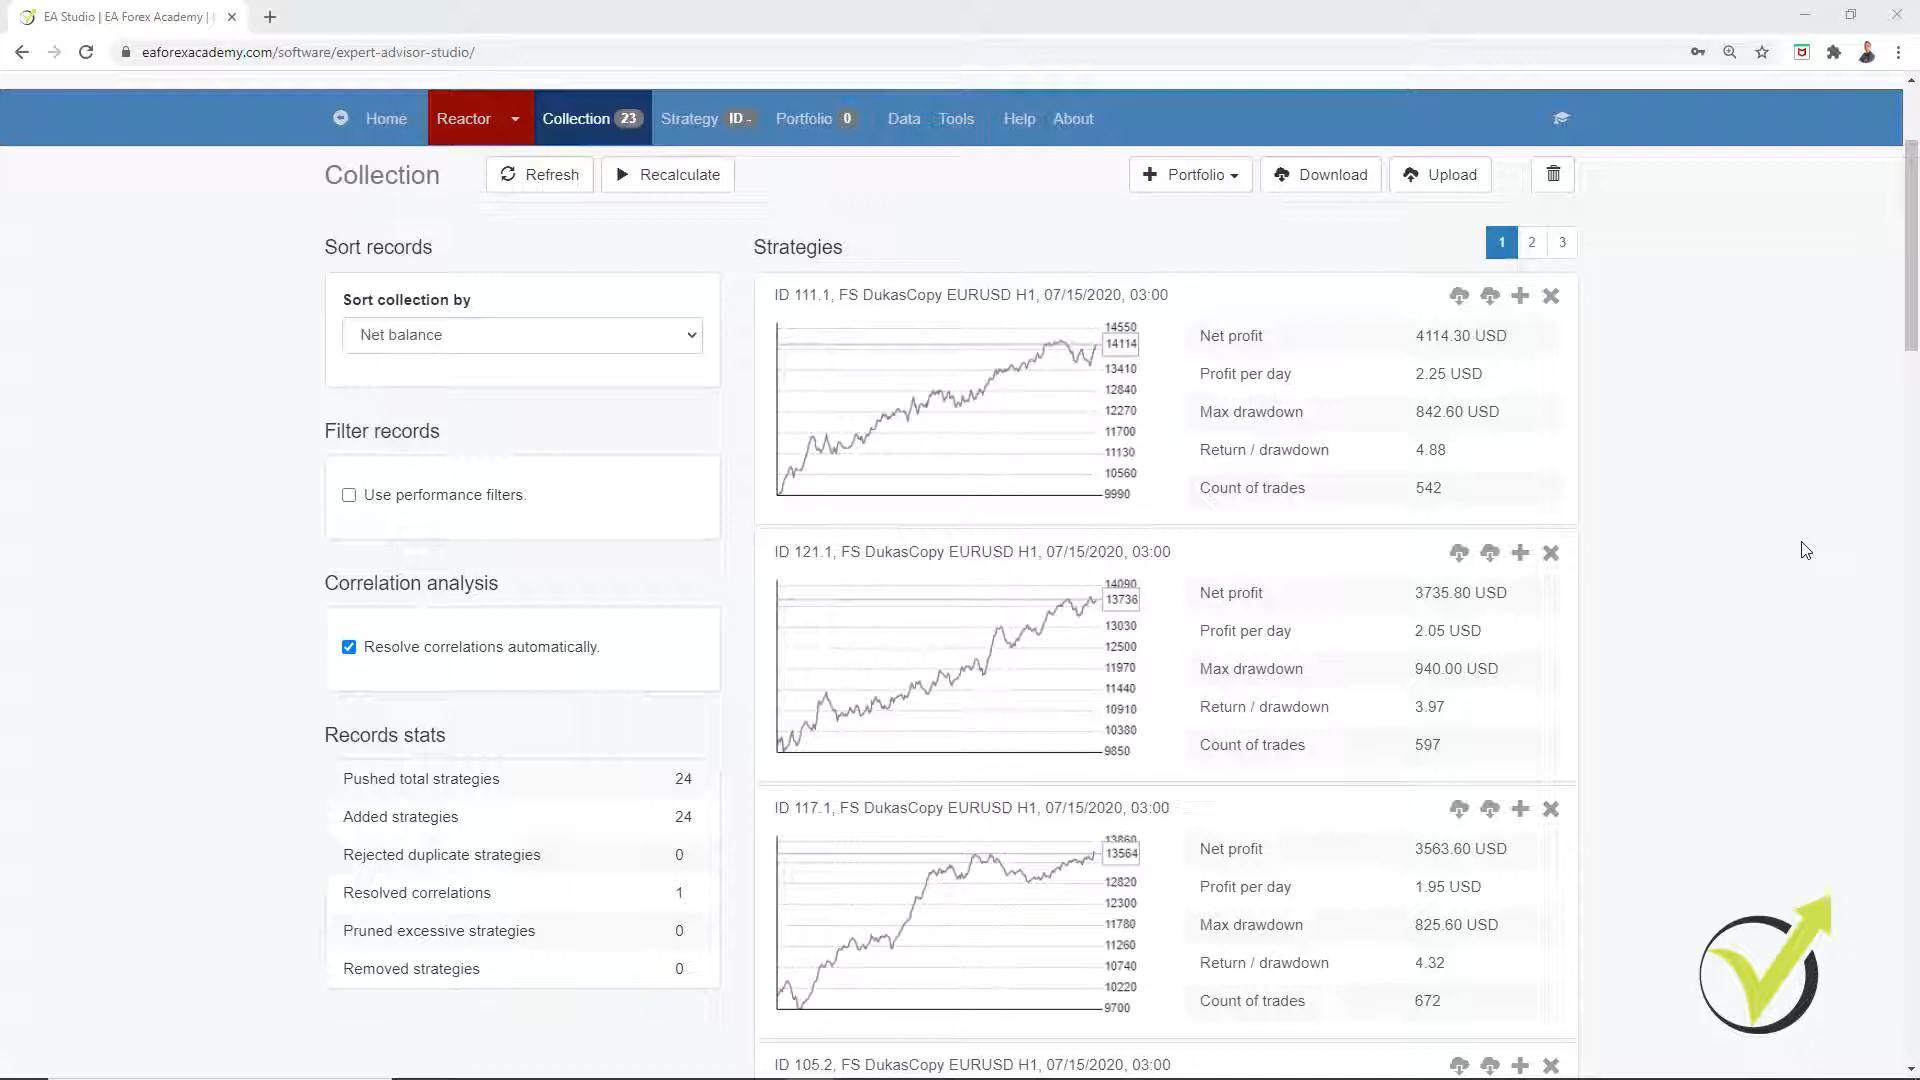 EA Studio | EA Forex Academy |
eaforexacademy.com/software/expert-advisor-studio/
Home Reactor Collection 23 Strategy ID - Portfolio 0 Data Tools Help About
Collection Refresh Recalculate Portfolio Download Upload
Sort records
Sort collection by
Net balance
Filter records
Use performance filters.
Correlation analysis
Resolve correlations automatically.
Records stats
Pushed total strategies 24
Added strategies 24
Rejected duplicate strategies 0
Resolved correlations 1
Pruned excessive strategies 0
Removed strategies 0
Strategies 1 2 3
ID 111.1, FS DukasCopy EURUSD H1, 07/15/2020, 03:00
14550
14114
13410
12840
12270
11700
11130
10560
9990
Net profit 4114.30 USD
Profit per day 2.25 USD
Max drawdown 842.60 USD
Return / drawdown 4.88
Count of trades 542
ID 121.1, FS DukasCopy EURUSD H1, 07/15/2020, 03:00
14090
13736
13030
12500
11970
11440
10910
10380
9850
Net profit 3735.80 USD
Profit per day 2.05 USD
Max drawdown 940.00 USD
Return / drawdown 3.97
Count of trades 597
ID 117.1, FS DukasCopy EURUSD H1, 07/15/2020, 03:00
13860
13564
12820
12300
11780
11260
10740
10220
9700
Net profit 3563.60 USD
Profit per day 1.95 USD
Max drawdown 825.60 USD
Return / drawdown 4.32
Count of trades 672
ID 105.2, FS DukasCopy EURUSD H1, 07/15/2020, 03:00